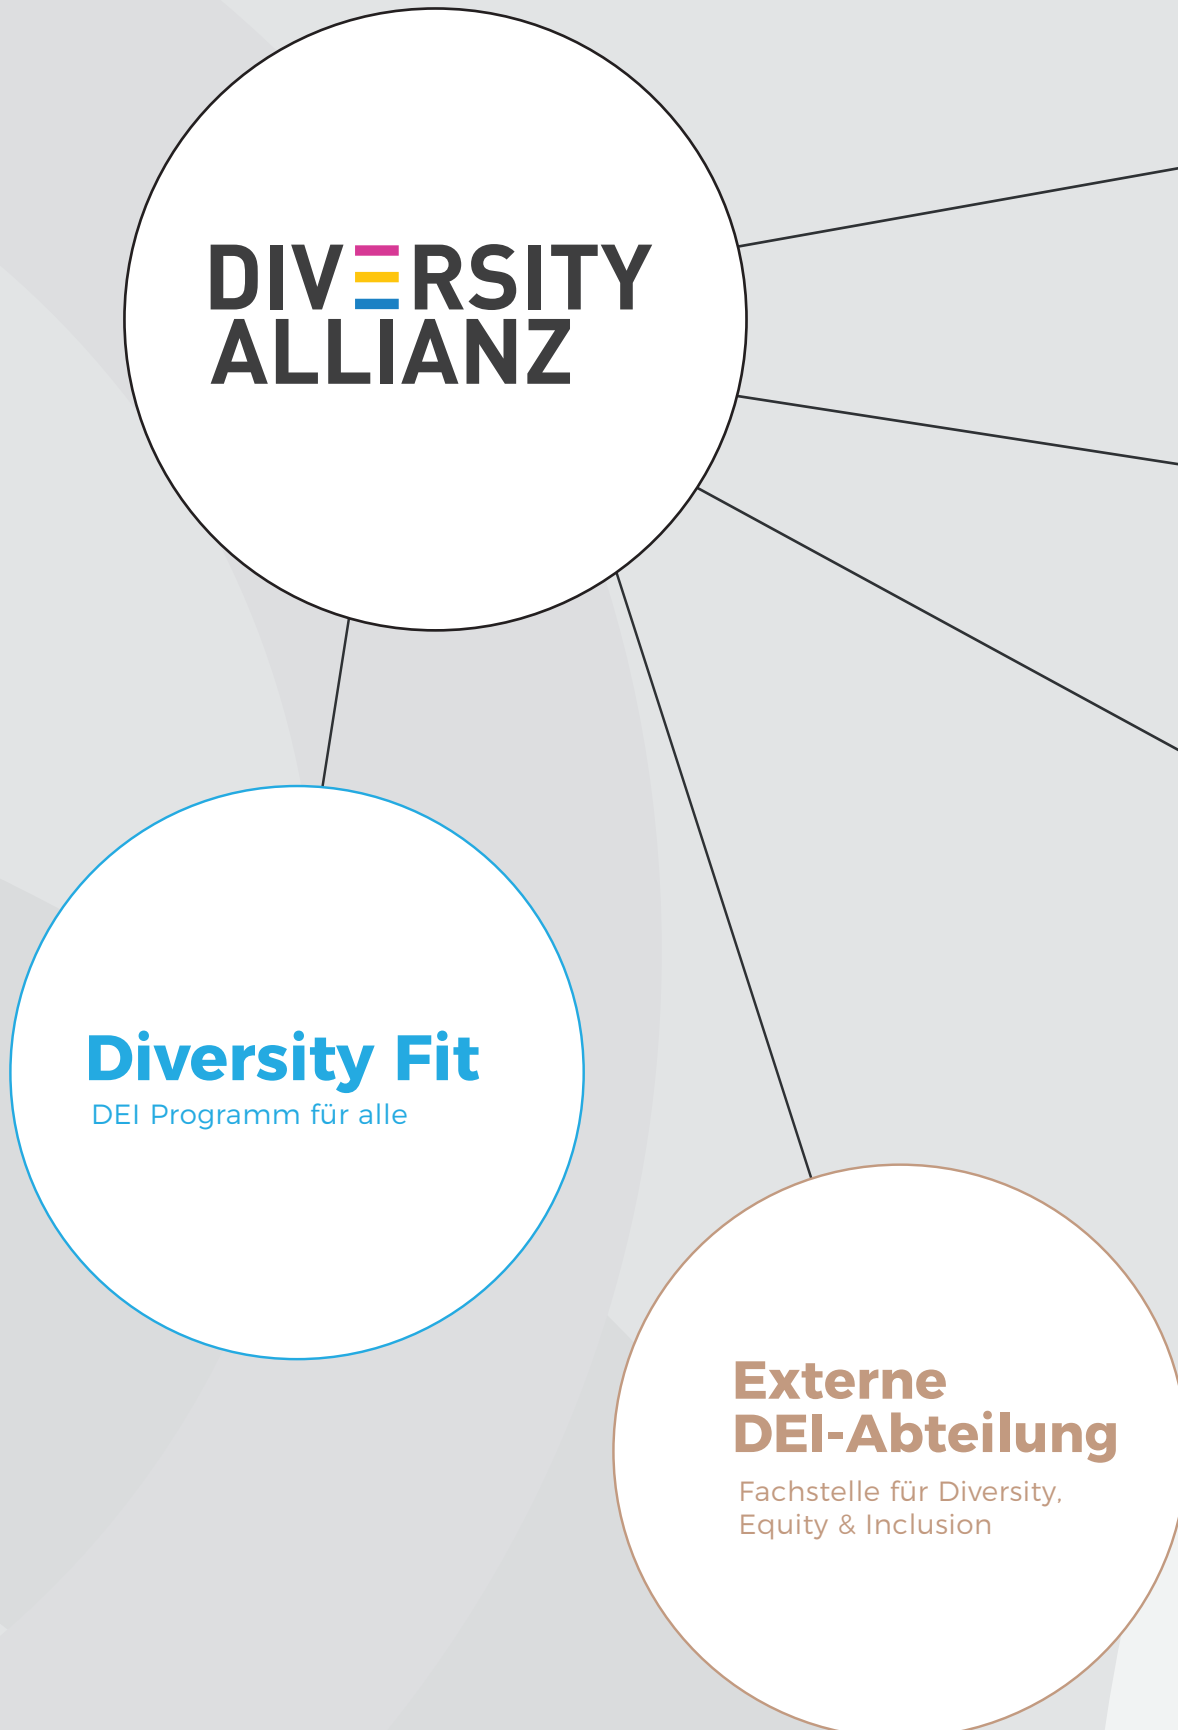 DIVERSITY
ALLIANZ
Diversity Fit
DEI Programm für alle
Externe
DEI-Abteilung
Fachstelle für Diversity,
Equity & Inclusion